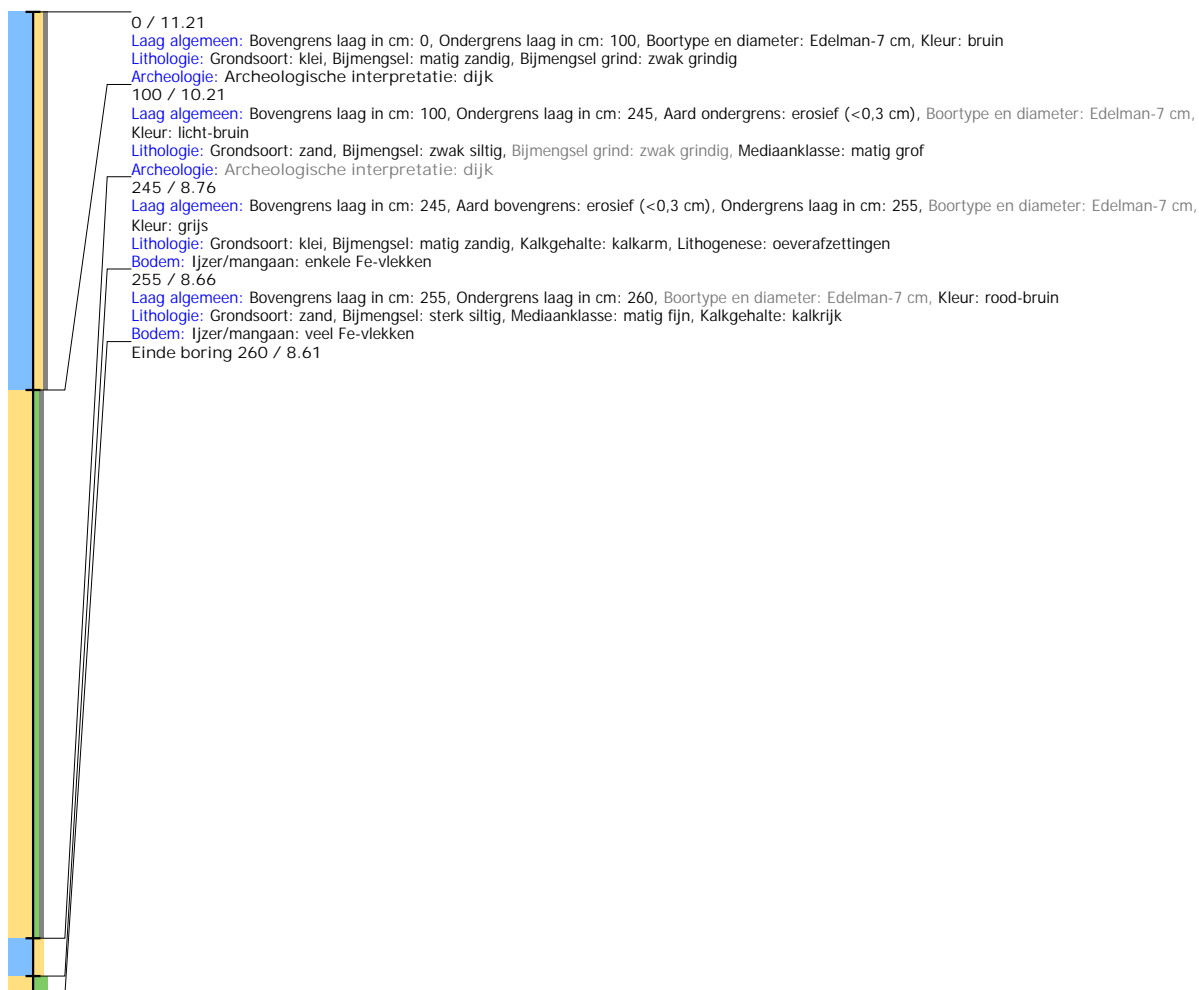 0 / 11.21
Laag algemeen: Bovengrens laag in cm: 0, Ondergrens laag in cm: 100, Boortype en diameter: Edelman-7 cm, Kleur: bruin
Lithologie: Grondsoort: klei, Bijmengsel: matig zandig, Bijmengsel grind: zwak grindig
Archeologie: Archeologische interpretatie: dijk
100 / 10.21
Laag algemeen: Bovengrens laag in cm: 100, Ondergrens laag in cm: 245, Aard ondergrens: erosief (<0,3 cm), Boortype en diameter: Edelman-7 cm,
Kleur: licht-bruin
Lithologie: Grondsoort: zand, Bijmengsel: zwak siltig, Bijmengsel grind: zwak grindig, Mediaanklasse: matig grof
Archeologie: Archeologische interpretatie: dijk
245 / 8.76
Laag algemeen: Bovengrens laag in cm: 245, Aard bovengrens: erosief (<0,3 cm), Ondergrens laag in cm: 255, Boortype en diameter: Edelman-7 cm,
Kleur: grijs
Lithologie: Grondsoort: klei, Bijmengsel: matig zandig, Kalkgehalte: kalkarm, Lithogenese: oeverafzettingen
Bodem: Ijzer/mangaan: enkele Fe-vlekken
255 / 8.66
Laag algemeen: Bovengrens laag in cm: 255, Ondergrens laag in cm: 260, Boortype en diameter: Edelman-7 cm, Kleur: rood-bruin
Lithologie: Grondsoort: zand, Bijmengsel: sterk siltig, Mediaanklasse: matig fijn, Kalkgehalte: kalkrijk
Bodem: Ijzer/mangaan: veel Fe-vlekken
Einde boring 260 / 8.61